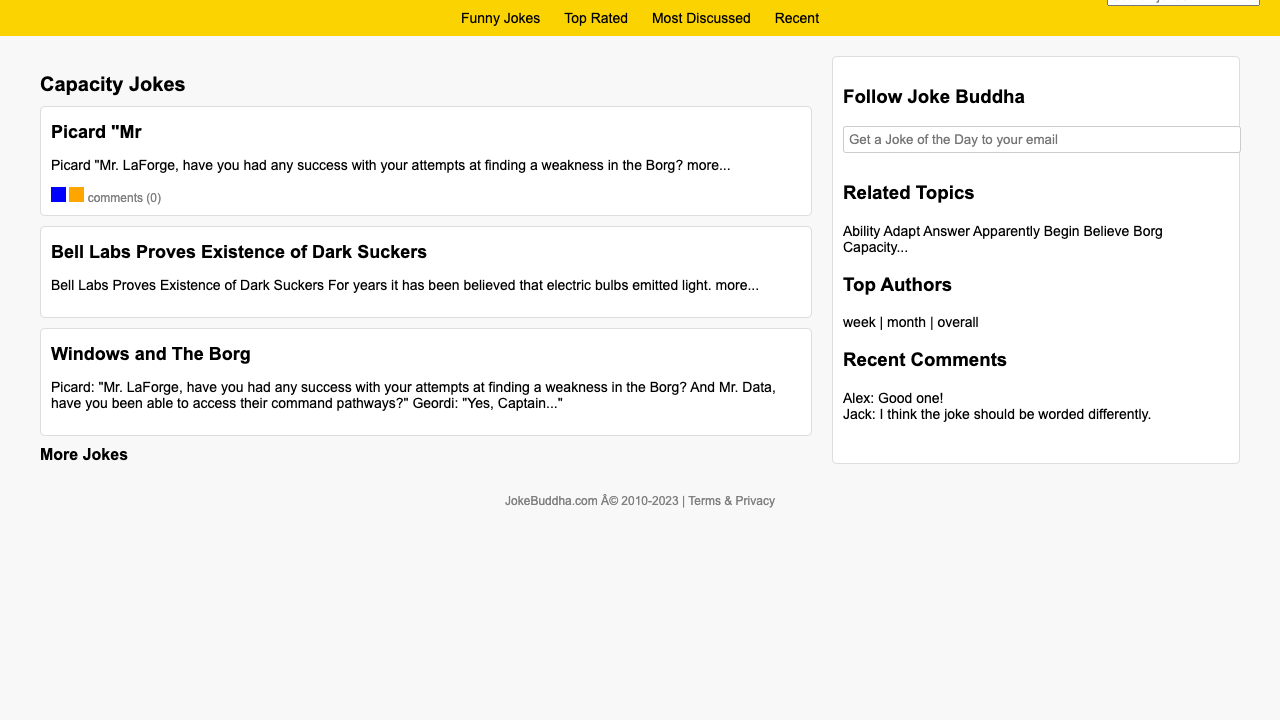 Funny Jokes Top Rated Most Discussed Recent
Capacity Jokes
Picard "Mr
Picard "Mr. LaForge, have you had any success with your attempts at finding a weakness in the Borg? more...
comments (0)
Bell Labs Proves Existence of Dark Suckers
Bell Labs Proves Existence of Dark Suckers For years it has been believed that electric bulbs emitted light. more...
Windows and The Borg
Picard: "Mr. LaForge, have you had any success with your attempts at finding a weakness in the Borg? And Mr. Data,
have you been able to access their command pathways?" Geordi: "Yes, Captain..."
More Jokes
Follow Joke Buddha
Get a Joke of the Day to your email
Related Topics
Ability Adapt Answer Apparently Begin Believe Borg
Capacity...
Top Authors
week | month | overall
Recent Comments
Alex: Good one!
Jack: I think the joke should be worded differently.
JokeBuddha.com Â© 2010-2023 | Terms & Privacy